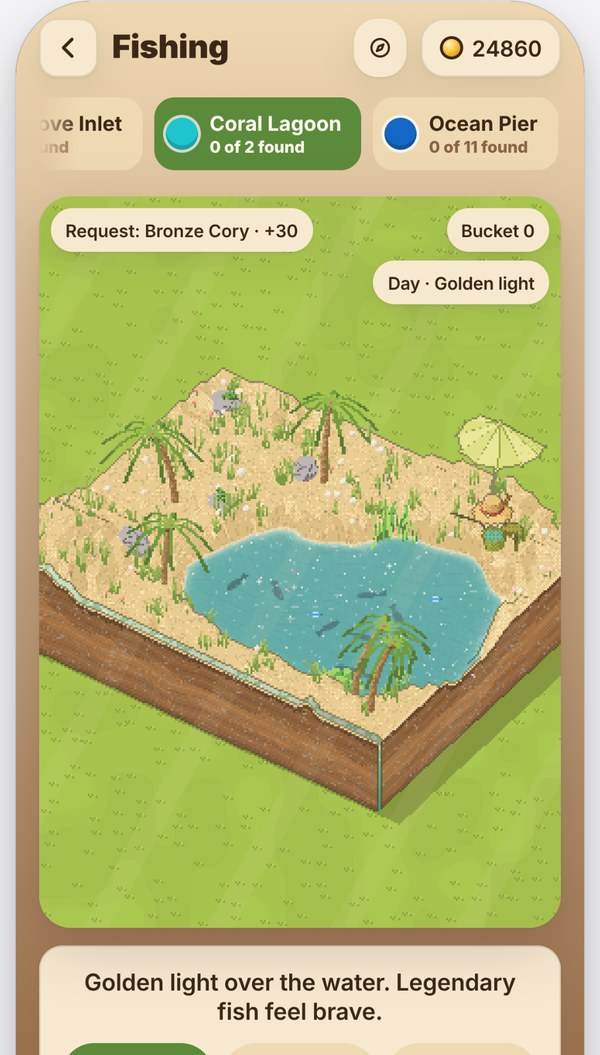 Fishing
24860
ove Inlet
und
Coral Lagoon
0 of 2 found
Ocean Pier
0 of 11 found
Request: Bronze Cory · +30
Bucket 0
Day · Golden light
Golden light over the water. Legendary
fish feel brave.